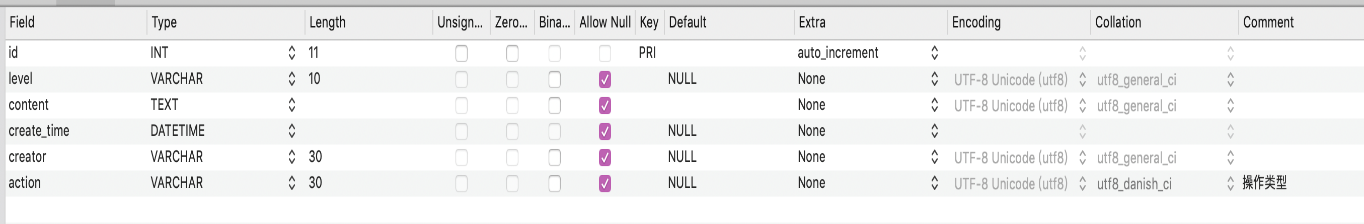 Field Type Length Unsign... Zero... Bina... Allow Null Key Default Extra Encoding Collation Comment
id INT 11 PRI auto_increment
level VARCHAR 10 NULL None UTF-8 Unicode (utf8) utf8_general_ci
content TEXT None UTF-8 Unicode (utf8) utf8_general_ci
create_time DATETIME NULL None
creator VARCHAR 30 NULL None UTF-8 Unicode (utf8) utf8_general_ci
action VARCHAR 30 NULL None UTF-8 Unicode (utf8) utf8_danish_ci 操作类型